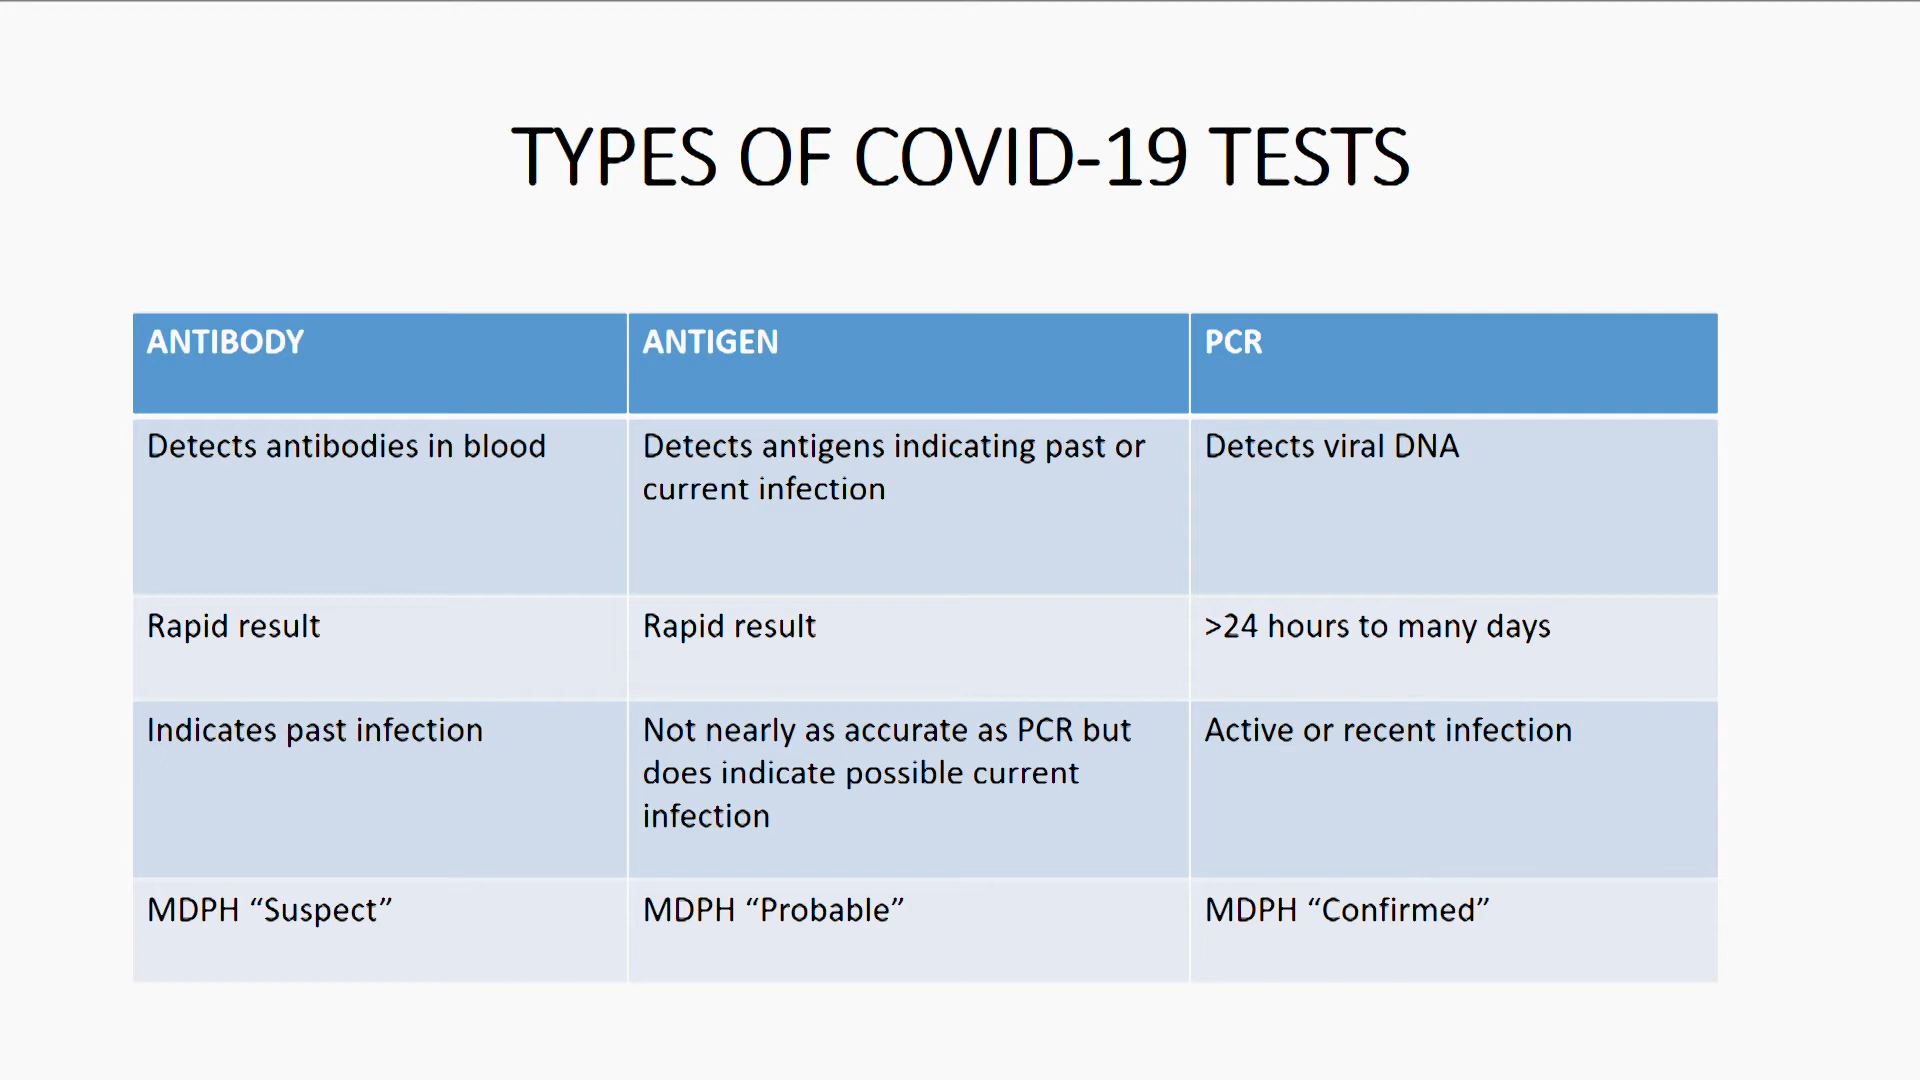 TYPES OF COVID-19 TESTS
ANTIBODY
ANTIGEN
PCR
Detects antibodies in blood
Detects antigens indicating past or
current infection
Detects viral DNA
Rapid result
Rapid result
>24 hours to many days
Indicates past infection
Not nearly as accurate as PCR but
does indicate possible current
infection
Active or recent infection
MDPH “Suspect”
MDPH “Probable”
MDPH “Confirmed”